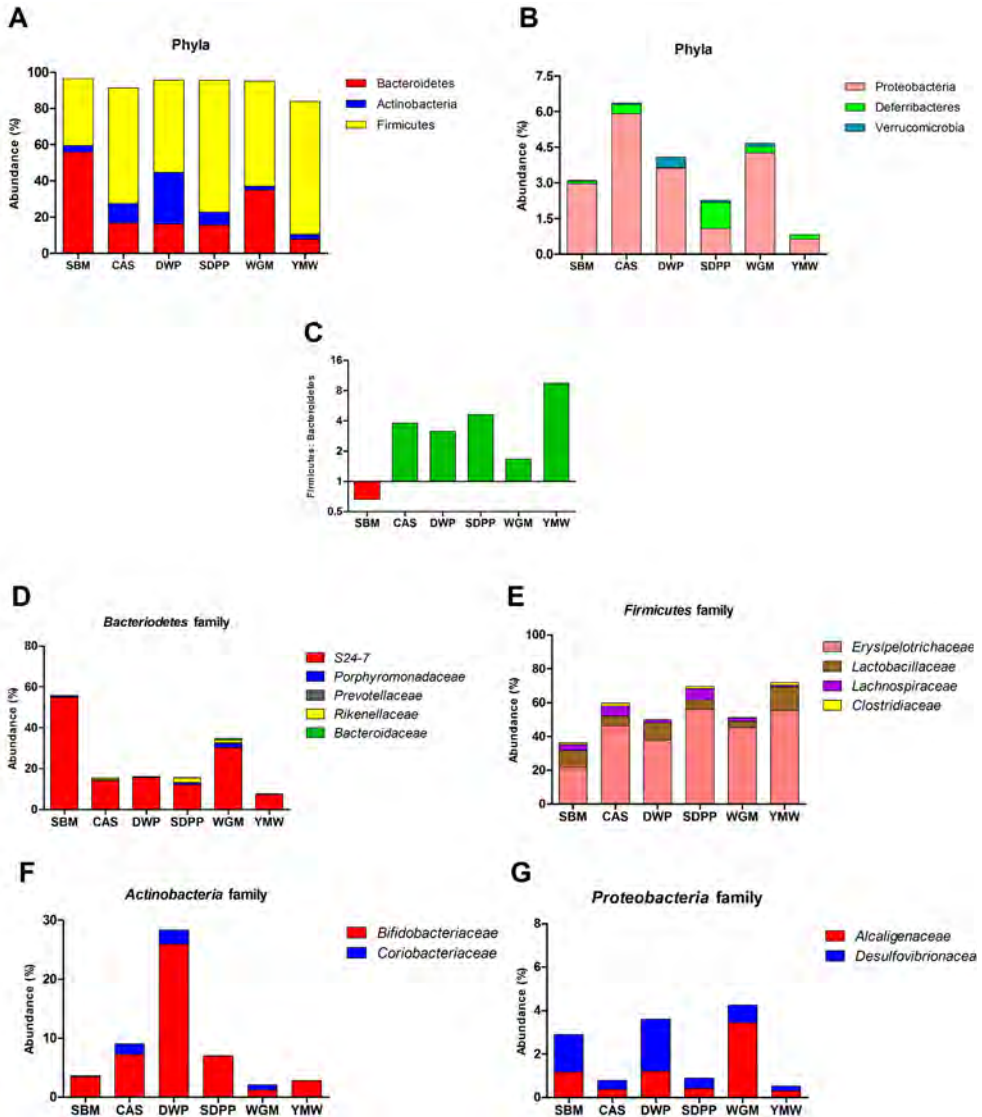 A
Phyla
Abundance (%)
100
80
60
40
20
0
SBM CAS DWP SDPP WGM YMW
Bacteroidetes
Actinobacteria
Firmicutes
B
Phyla
Abundance (%)
7.5
6.0
4.5
3.0
1.5
0.0
SBM CAS DWP SDPP WGM YMW
Proteobacteria
Deferribacteres
Verrucomicrobia
C
Firmicutes: Bacteroidetes
16
8
4
2
1
0.5
SBM CAS DWP SDPP WGM YMW
D
Bacteriodetes family
Abundance (%)
80
60
40
20
0
SBM CAS DWP SDPP WGM YMW
S24-7
Porphyromonadaceae
Prevotellaceae
Rikenellaceae
Bacteroidaceae
E
Firmicutes family
Abundance (%)
100
80
60
40
20
0
SBM CAS DWP SDPP WGM YMW
Erysipelotrichaceae
Lactobacillaceae
Lachnospiraceae
Clostridiaceae
F
Actinobacteria family
Abundance (%)
30
20
10
0
SBM CAS DWP SDPP WGM YMW
Bifidobacteriaceae
Coriobacteriaceae
G
Proteobacteria family
Abundance (%)
8
6
4
2
0
SBM CAS DWP SDPP WGM YMW
Alcaligenaceae
Desulfovibrionacea